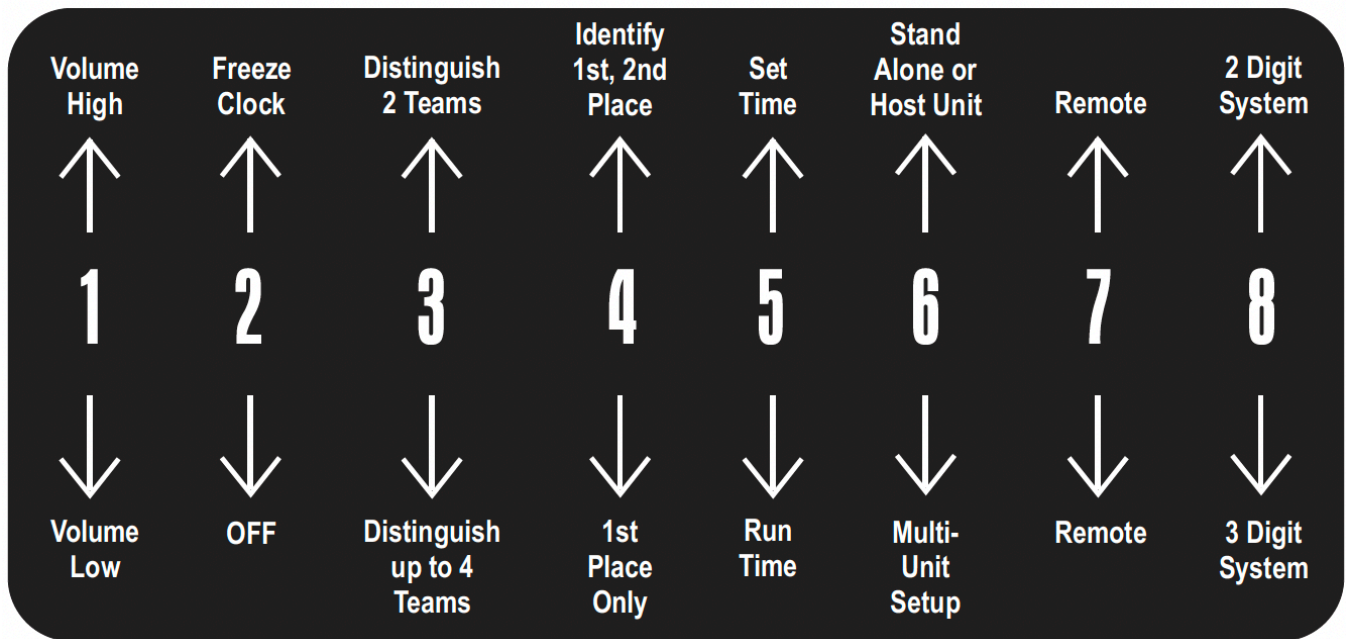 Volume
High
Freeze
Clock
Distinguish
2 Teams
Identify
1st, 2nd
Place
Set
Time
Stand
Alone or
Host Unit
Remote
2 Digit
System
1
2
3
4
5
6
7
8
Volume
Low
OFF
Distinguish
up to 4
Teams
1st
Place
Only
Run
Time
Multi-
Unit
Setup
Remote
3 Digit
System